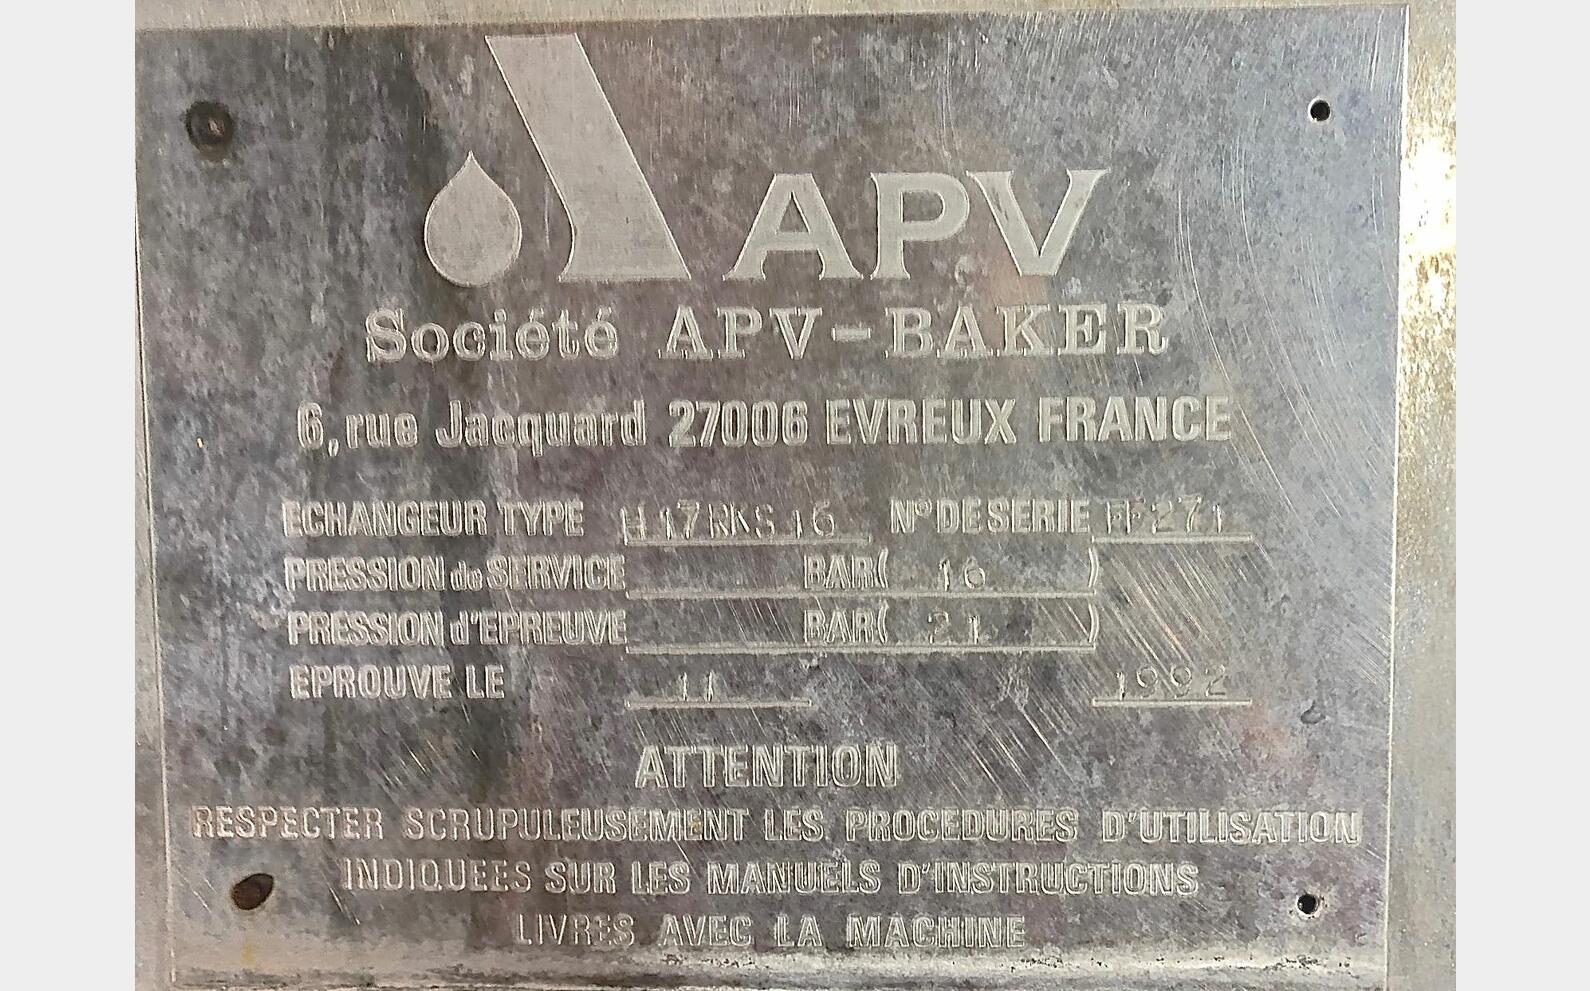 APV
Société APV-BAKER
6, rue Jacquard 27006 EVREUX FRANCE
ECHANGEUR TYPE H17RKS16 N° DE SERIE EF271
PRESSION de SERVICE BAR( 16 )
PRESSION d'EPREUVE BAR( 21 )
EPROUVE LE 11 1992
ATTENTION
RESPECTER SCRUPULEUSEMENT LES PROCEDURES D'UTILISATION
INDIQUEES SUR LES MANUELS D'INSTRUCTIONS
LIVRES AVEC LA MACHINE